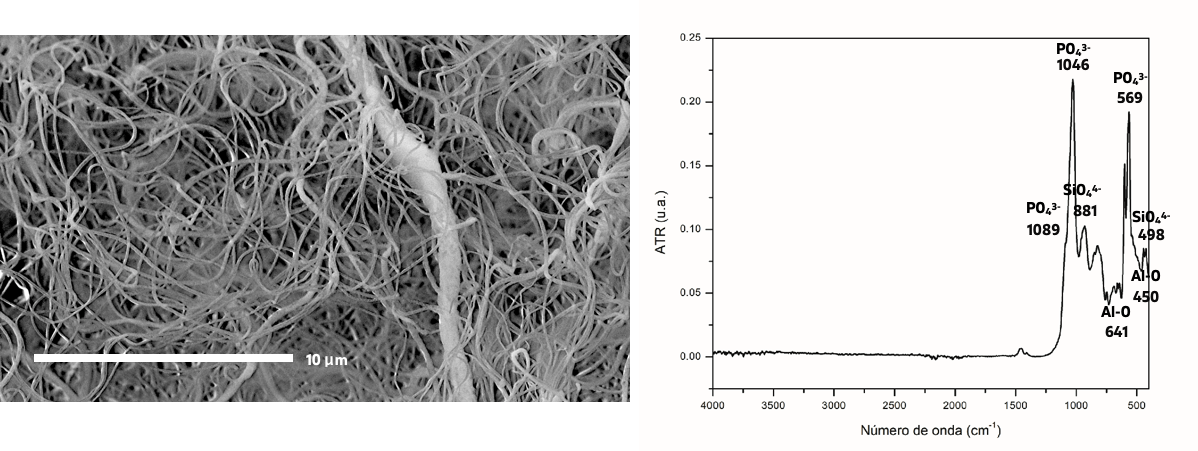 10 µm
0.25
0.20
0.15
0.10
0.05
0.00
4000 3500 3000 2500 2000 1500 1000 500
ATR (u.a.)
Número de onda (cm⁻¹)
PO₄³⁻
1046
PO₄³⁻
569
SiO₄⁴⁻
881
PO₄³⁻
1089
SiO₄⁴⁻
498
Al-O
450
Al-O
641